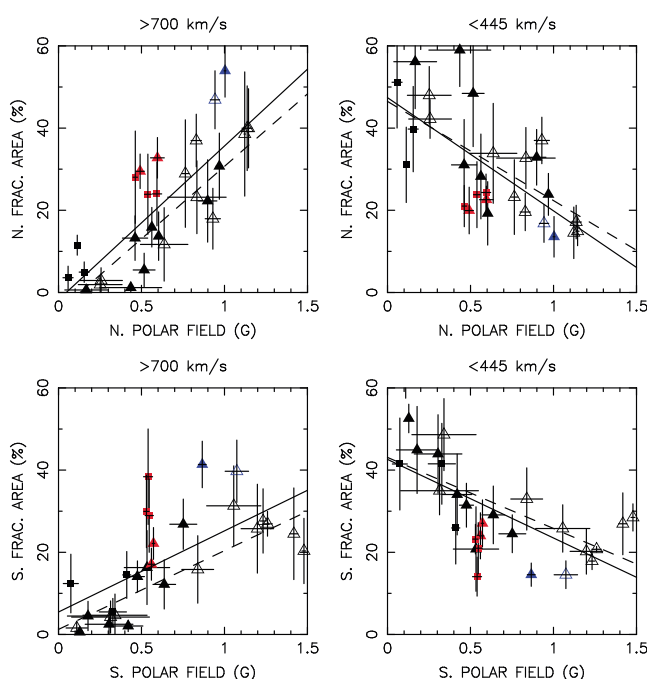 >700 km/s
<445 km/s
60
40
20
0
N. FRAC. AREA (%)
0
0.5
1
1.5
N. POLAR FIELD (G)
60
40
20
0
N. FRAC. AREA (%)
0
0.5
1
1.5
N. POLAR FIELD (G)
>700 km/s
<445 km/s
60
40
20
0
S. FRAC. AREA (%)
0
0.5
1
1.5
S. POLAR FIELD (G)
60
40
20
0
S. FRAC. AREA (%)
0
0.5
1
1.5
S. POLAR FIELD (G)